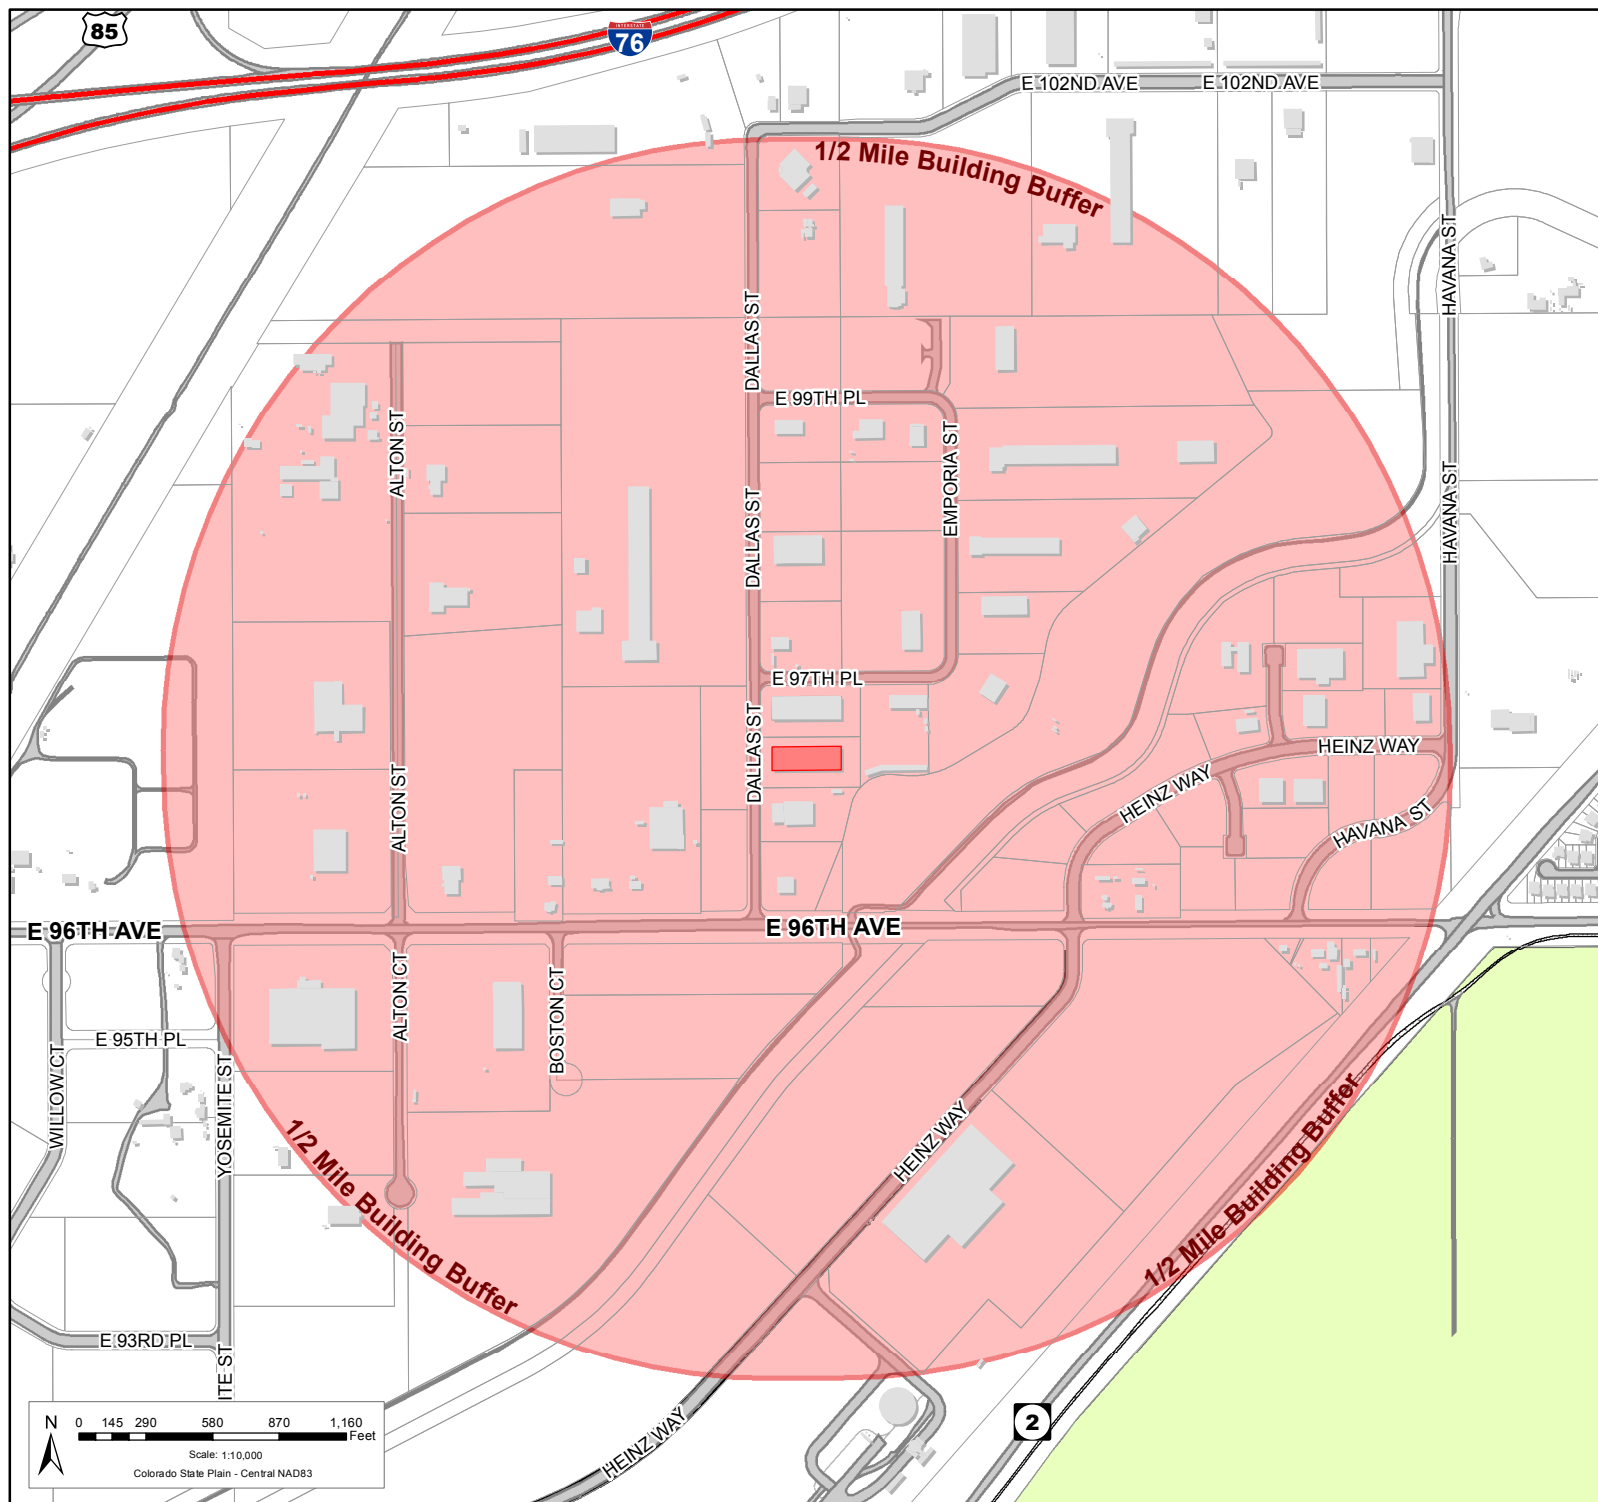 85
INTERSTATE
76
E 102ND AVE
E 102ND AVE
1/2 Mile Building Buffer
HAVANA ST
DALLAS ST
E 99TH PL
ALTON ST
EMPORIA ST
HAVANA ST
DALLAS ST
E 97TH PL
DALLAS ST
HEINZ WAY
HEINZ WAY
ALTON ST
HAVANA ST
E 96TH AVE
E 96TH AVE
ALTON CT
BOSTON CT
E 95TH PL
WILLOW CT
YOSEMITE ST
HEINZ WAY
1/2 Mile Building Buffer
1/2 Mile Building Buffer
E 93RD PL
ITE ST
HEINZ WAY
2
N
0 145 290 580 870 1,160
Feet
Scale: 1:10,000
Colorado State Plain - Central NAD83